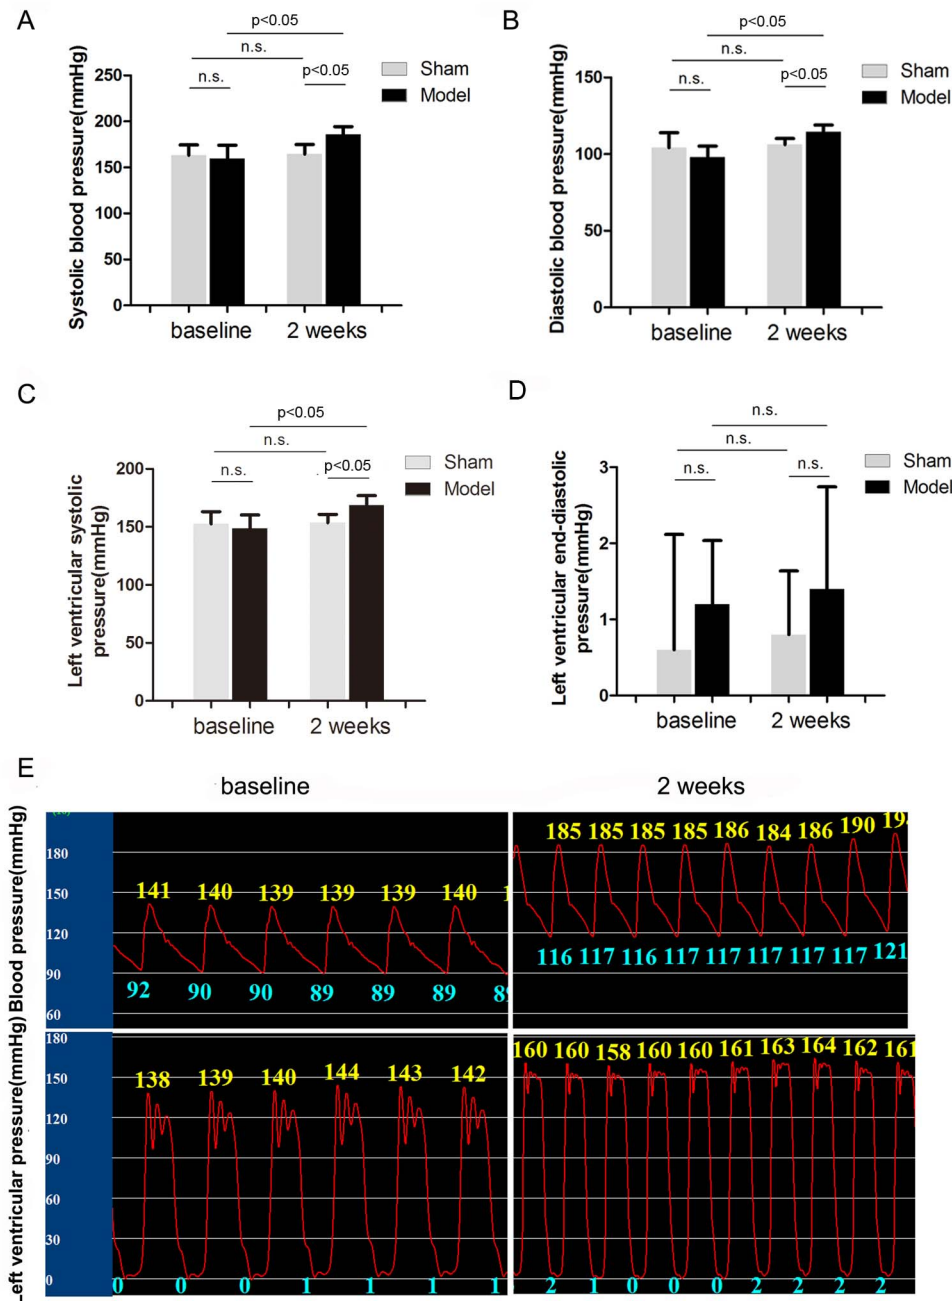 A
p<0.05
n.s.
n.s.
p<0.05
Sham
Model
Systolic blood pressure(mmHg)
250
200
150
100
50
0
baseline
2 weeks
B
p<0.05
n.s.
n.s.
p<0.05
Sham
Model
Diastolic blood pressure(mmHg)
150
100
50
0
baseline
2 weeks
C
p<0.05
n.s.
n.s.
p<0.05
Sham
Model
Left ventricular systolic
pressure(mmHg)
200
150
100
50
0
baseline
2 weeks
D
n.s.
n.s.
n.s.
n.s.
Sham
Model
Left ventricular end-diastolic
pressure(mmHg)
3
2
1
0
baseline
2 weeks
E
baseline
2 weeks
Blood pressure(mmHg)
180
150
120
90
60
141 140 139 139 139 140
92 90 90 89 89 89
185 185 185 185 186 184 186 190
116 117 116 117 117 117 117 117 121
Left ventricular pressure(mmHg)
180
150
120
90
60
30
0
138 139 140 144 143 142
0 0 0 1 1 1 1
160 160 158 160 160 161 163 164 162 161
2 1 0 0 0 2 2 2 2